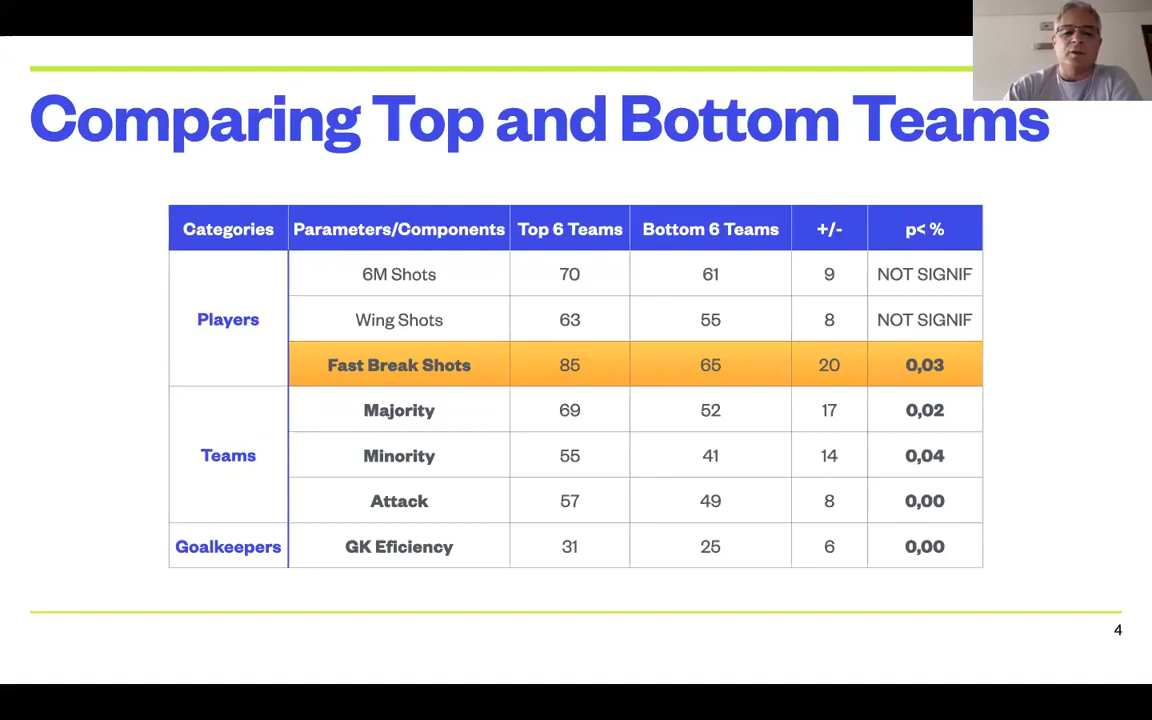 Comparing Top and Bottom Teams
Categories Parameters/Components Top 6 Teams Bottom 6 Teams +/- p< %
Players
6M Shots 70 61 9 NOT SIGNIF
Wing Shots 63 55 8 NOT SIGNIF
Fast Break Shots 85 65 20 0,03
Teams
Majority 69 52 17 0,02
Minority 55 41 14 0,04
Attack 57 49 8 0,00
Goalkeepers GK Eficiency 31 25 6 0,00
4